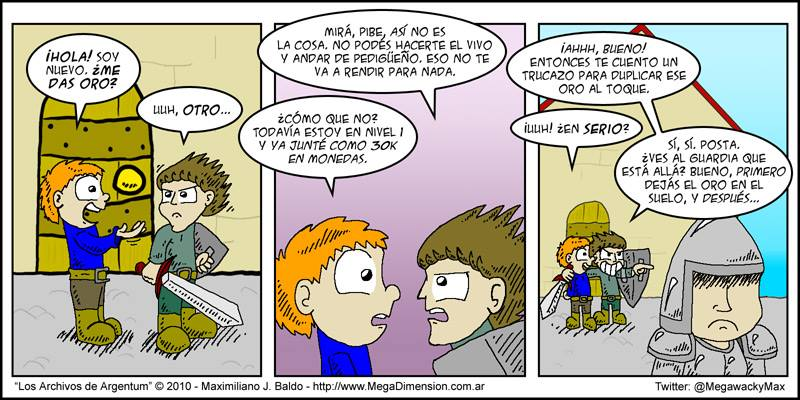 ¡HOLA! SOY
NUEVO. ¿ME
DAS ORO?
UUH, OTRO...
MIRÁ, PIBE, ASÍ NO ES
LA COSA. NO PODÉS HACERTE EL VIVO
Y ANDAR DE PEDIGÜEÑO. ESO NO TE
VA A RENDIR PARA NADA.
¿CÓMO QUE NO?
TODAVÍA ESTOY EN NIVEL 1
Y YA JUNTÉ COMO 30K
EN MONEDAS.
¡AHHH, BUENO!
ENTONCES TE CUENTO UN
TRUCAZO PARA DUPLICAR ESE
ORO AL TOQUE.
¡UUH! ¿EN SERIO?
SÍ, SÍ. POSTA.
¿VES AL GUARDIA QUE
ESTÁ ALLÁ? BUENO, PRIMERO
DEJÁS EL ORO EN EL
SUELO, Y DESPUÉS...
"Los Archivos de Argentum" © 2010 - Maximiliano J. Baldo - http://www.MegaDimension.com.ar
Twitter: @MegawackyMax